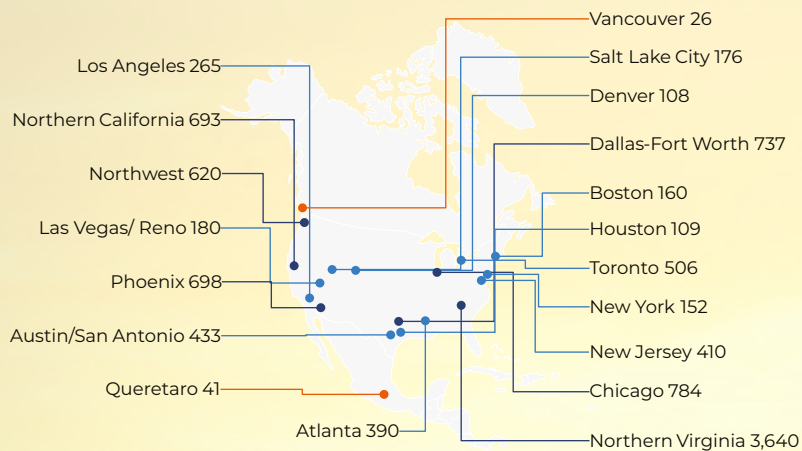 Los Angeles 265
Northern California 693
Northwest 620
Las Vegas/ Reno 180
Phoenix 698
Austin/San Antonio 433
Queretaro 41
Atlanta 390
Vancouver 26
Salt Lake City 176
Denver 108
Dallas-Fort Worth 737
Boston 160
Houston 109
Toronto 506
New York 152
New Jersey 410
Chicago 784
Northern Virginia 3,640